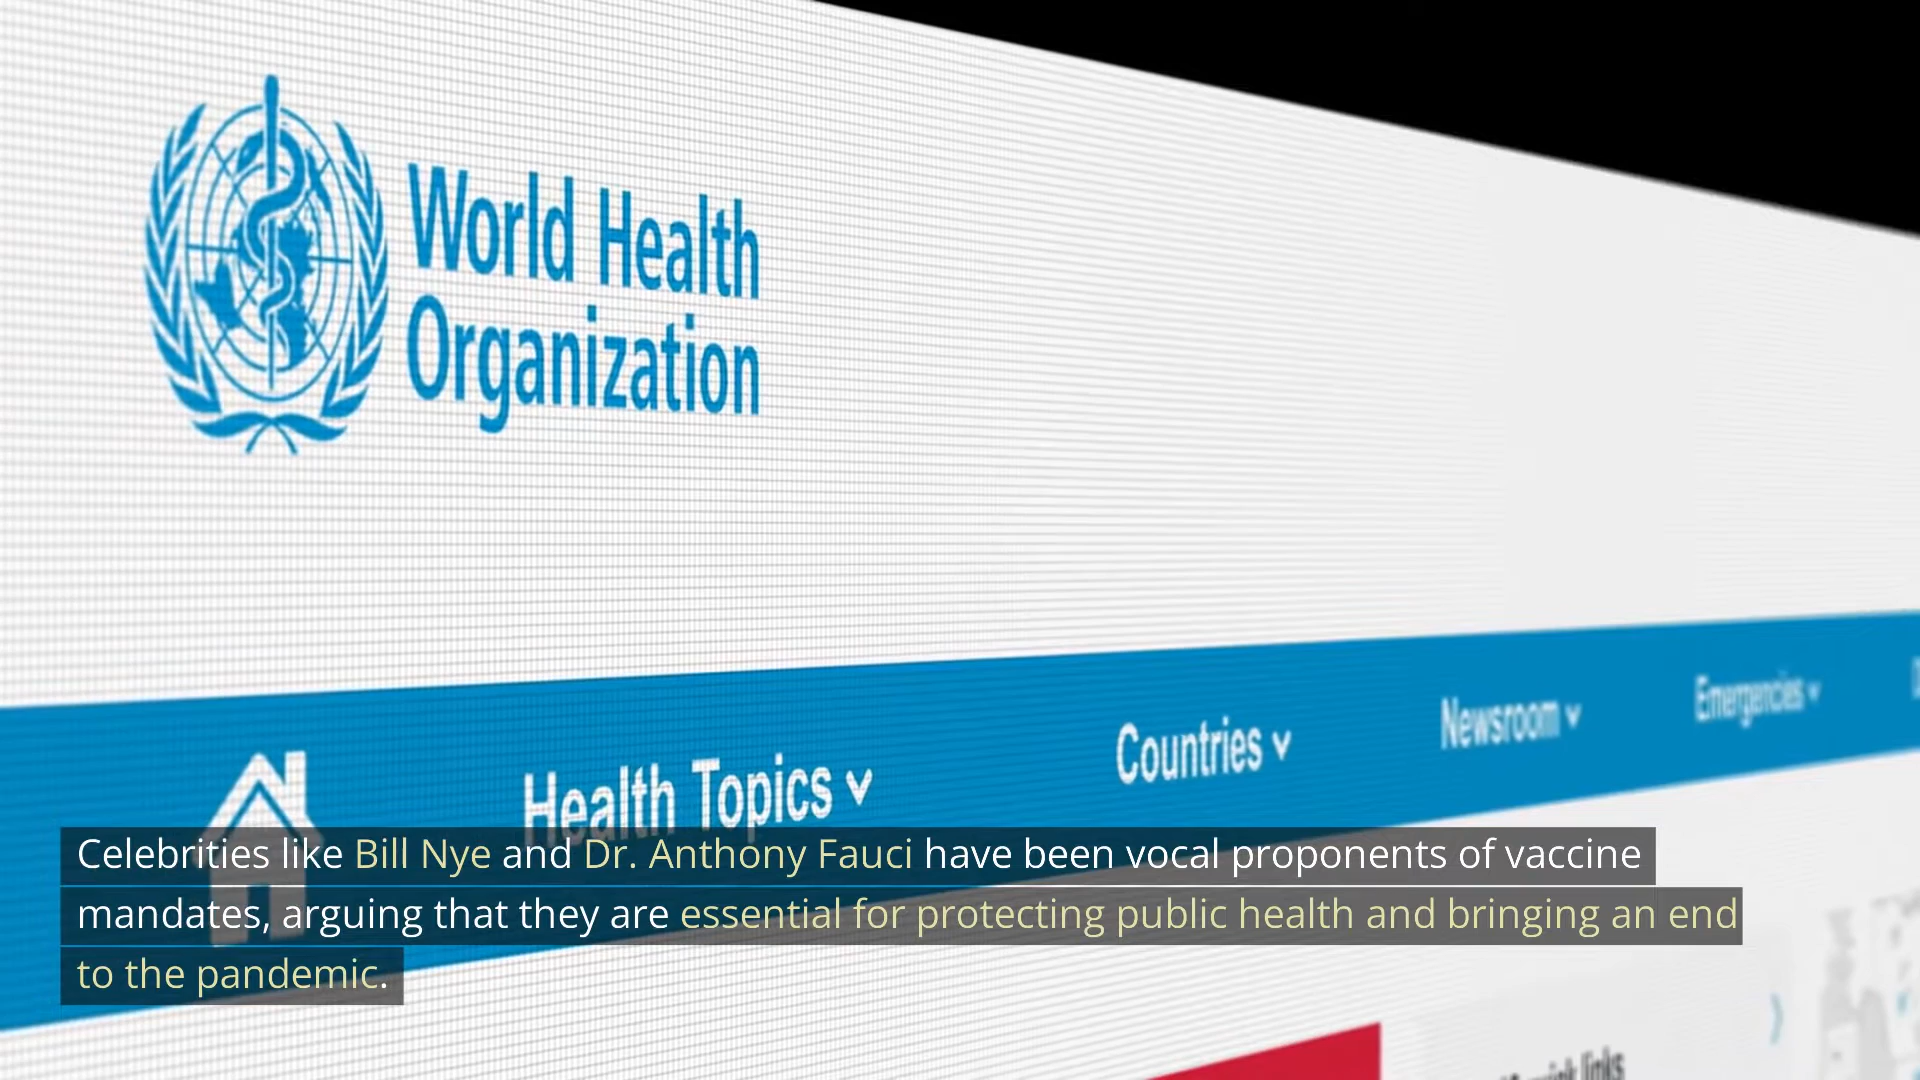 World Health
Organization
Health Topics
Countries
Newsroom
Emergencies
Celebrities like Bill Nye and Dr. Anthony Fauci have been vocal proponents of vaccine
mandates, arguing that they are essential for protecting public health and bringing an end
to the pandemic.
links